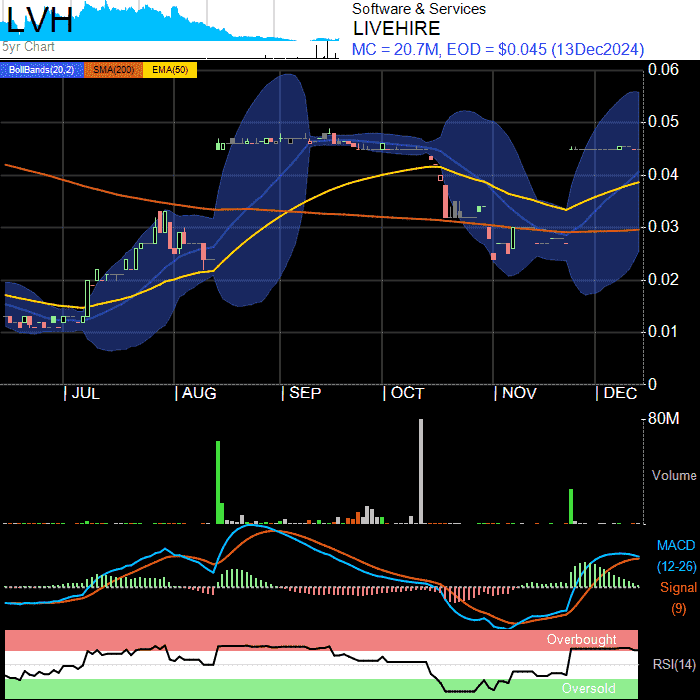 LVH
5yr Chart
Software & Services
LIVEHIRE
MC = 20.7M, EOD = $0.045 (13Dec2024)
BollBands(20,2) SMA(200) EMA(50)
0.06
0.05
0.04
0.03
0.02
0.01
0
JUL AUG SEP OCT NOV DEC
80M
Volume
MACD
(12-26)
Signal
(9)
Overbought
RSI(14)
Oversold